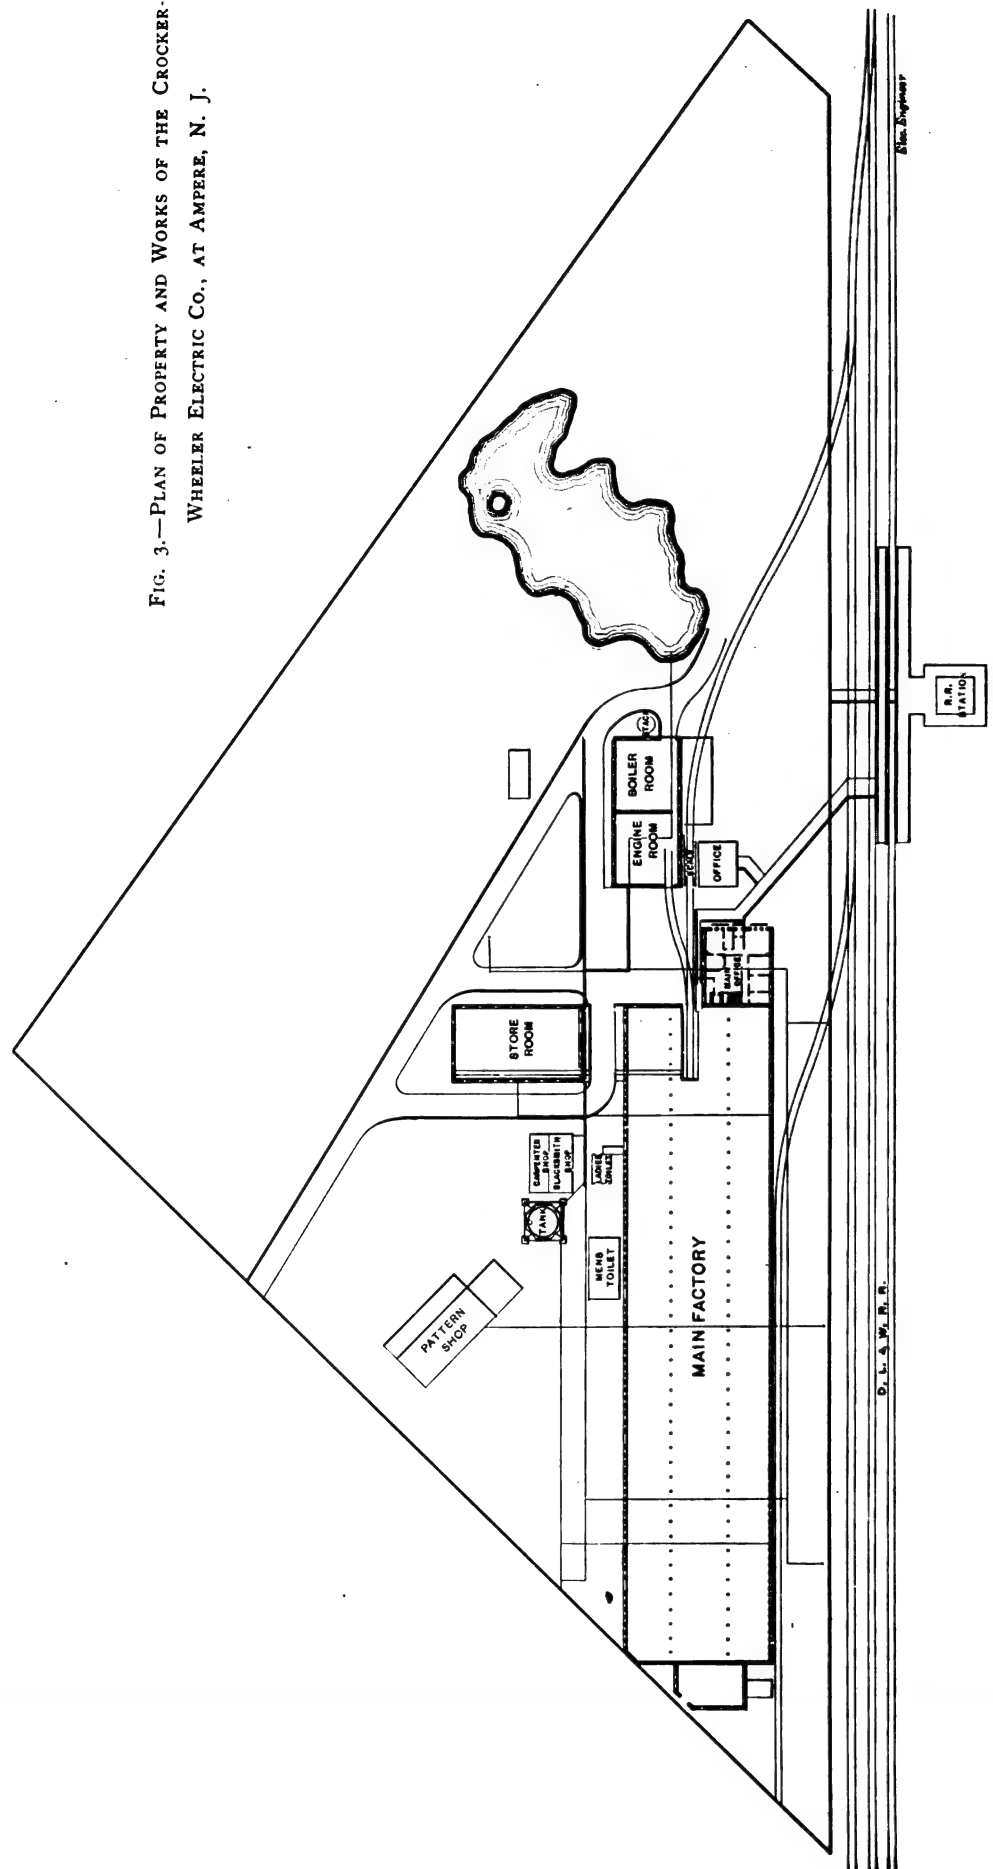 FIG. 3.—PLAN OF PROPERTY AND WORKS OF THE CROCKER-
WHEELER ELECTRIC CO., AT AMPERE, N. J.
Elec. Engineer
R.R.
STATION
STACK
BOILER
ROOM
ENGINE
ROOM
SCALE
OFFICE
MAIN
OFFICE
STORE
ROOM
CARPENTER
SHOP
BLACKSMITH
SHOP
LADIES
TOILET
TANK
MENS
TOILET
PATTERN
SHOP
MAIN FACTORY
D. L. & W. R. R.